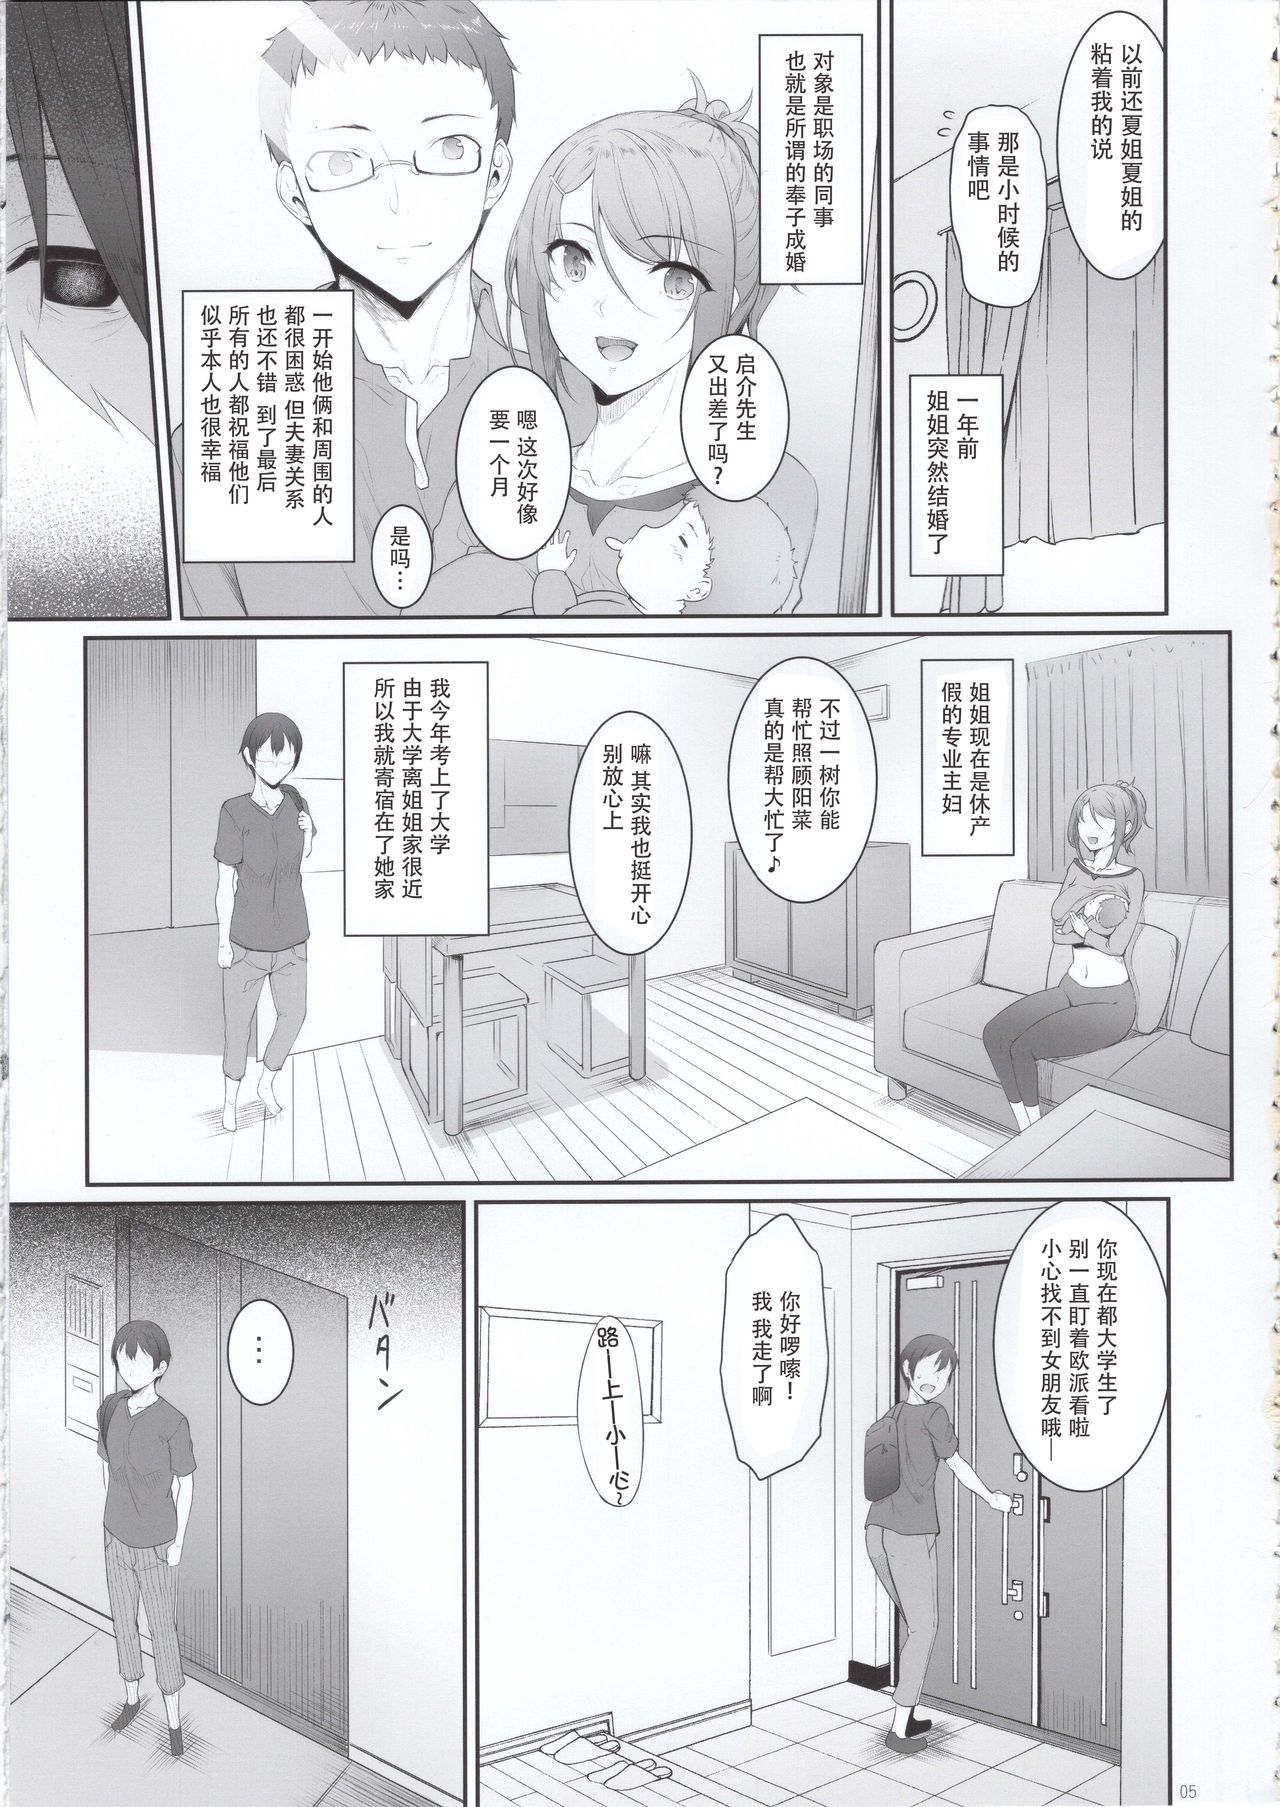 以前还夏姐夏姐的
粘着我的说
那是小时候的
事情吧
一年前
姐姐突然结婚了
对象是职场的同事
也就是所谓的奉子成婚
启介先生
又出差了吗?
嗯 这次好像
要一个月
是吗…
一开始他俩和周围的人
都很困惑 但夫妻关系
也还不错 到了最后
所有的人都祝福他们
似乎本人也很幸福
姐姐现在是休产
假的专业主妇
不过一树你能
帮忙照顾阳菜
真的是帮大忙了♪
嘛 其实我也挺开心
别放心上
我今年考上了大学
由于大学离姐姐家很近
所以我就寄宿在了她家
你现在都大学生了
别一直盯着欧派看啦
小心找不到女朋友哦—
你好啰嗦!
我 我走了啊
路—上—小—心~
バタン
…
05